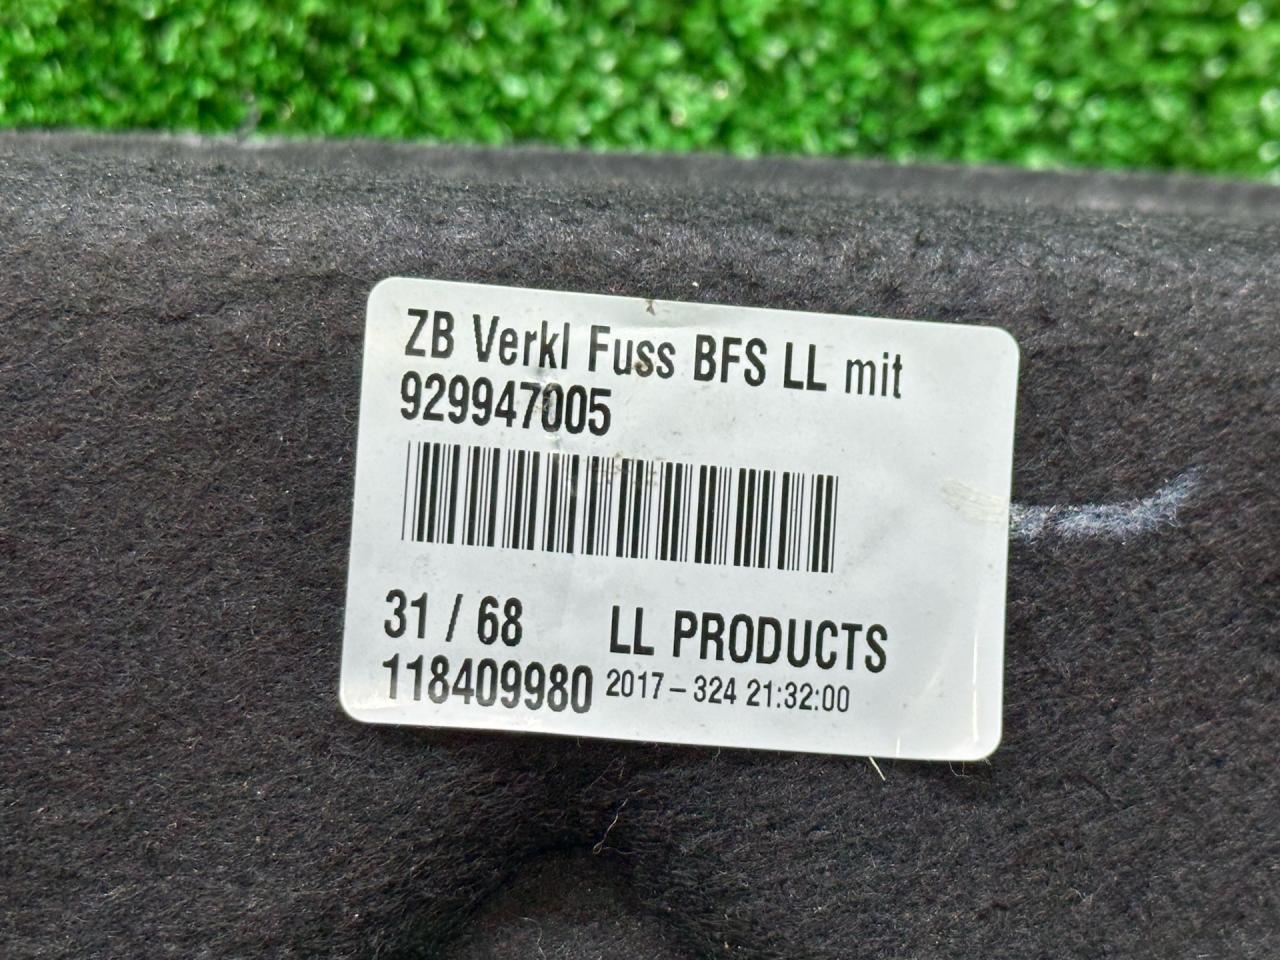 ZB Verkl Fuss BFS LL mit
929947005
31 / 68 LL PRODUCTS
118409980 2017-324 21:32:00